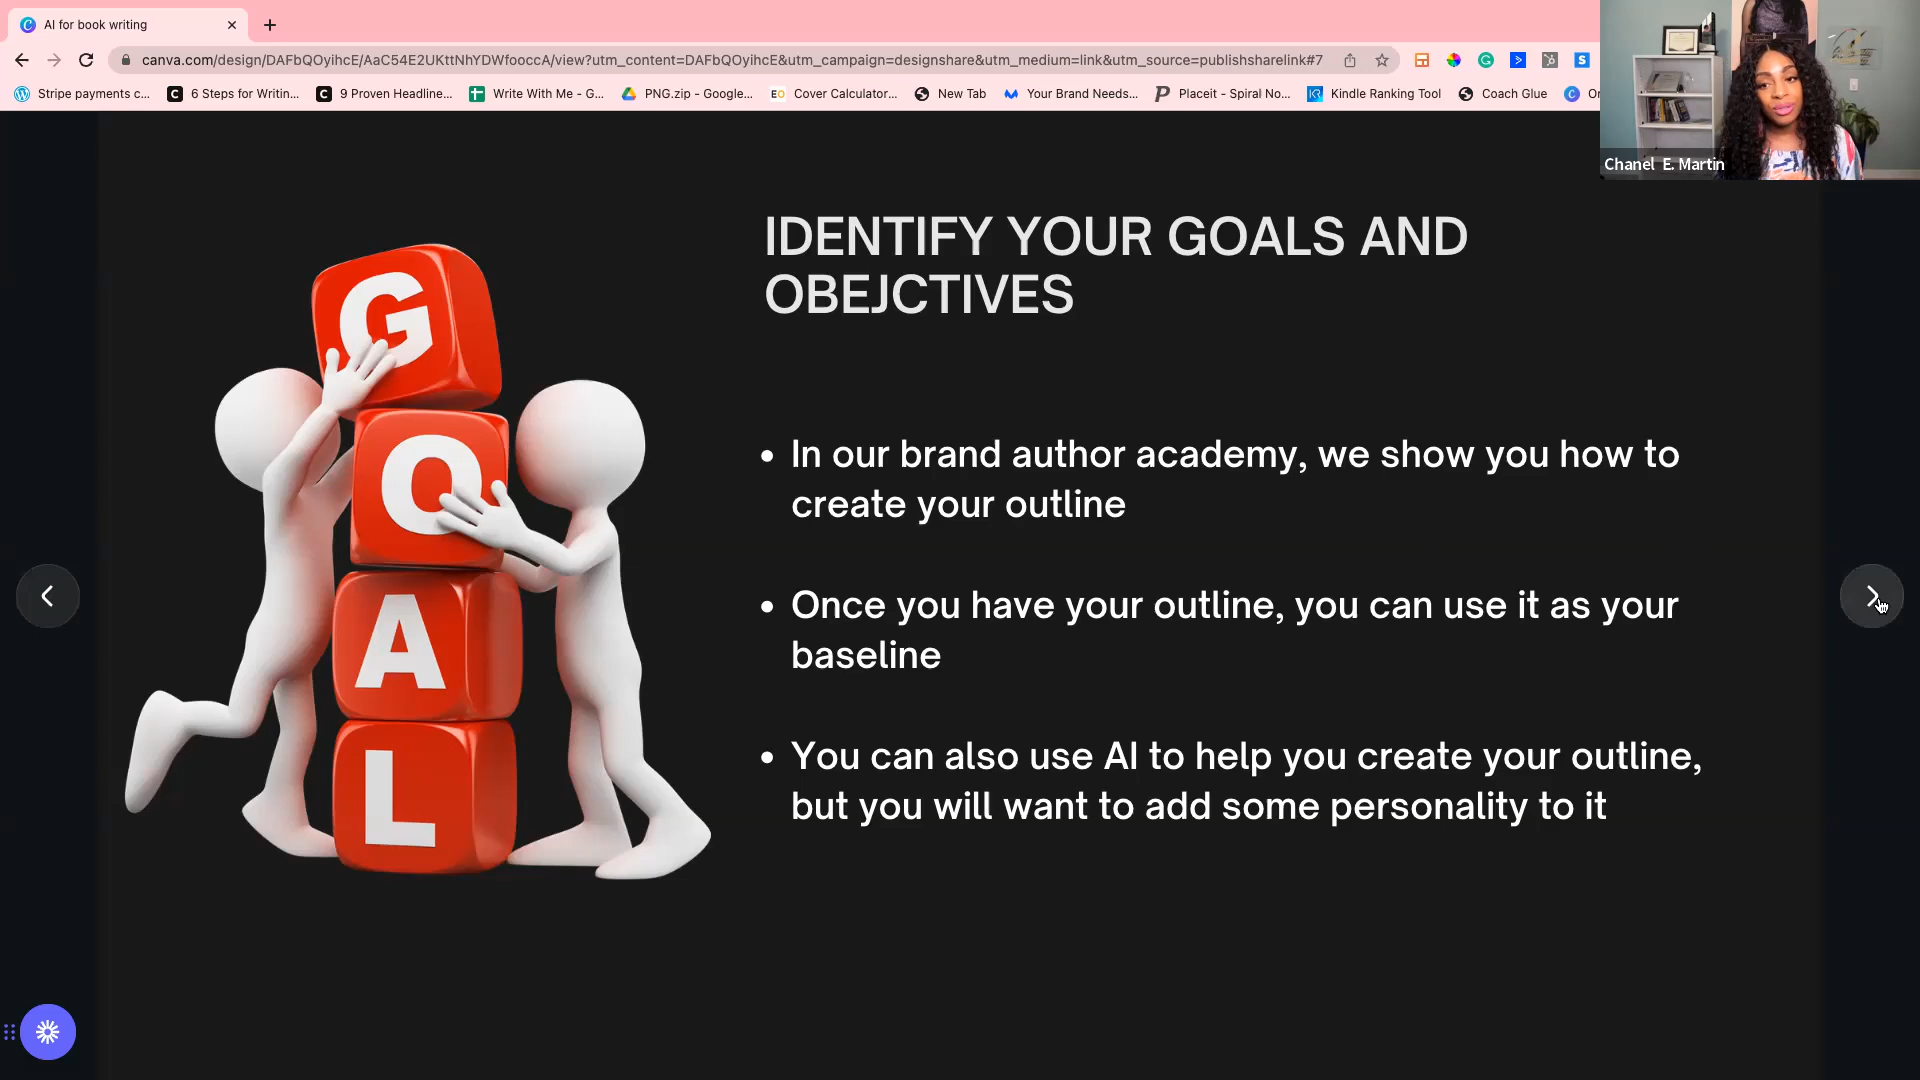 AI for book writing
canva.com/design/DAFbQOyihcE/AaC54E2UKttNhYDWfooccA/view?utm_content=DAFbQOyihcE&utm_campaign=designshare&utm_medium=link&utm_source=publishsharelink#7
Stripe payments c... 6 Steps for Writin... 9 Proven Headline... Write With Me - G... PNG.zip - Google... Cover Calculator... New Tab Your Brand Needs... Placeit - Spiral No... Kindle Ranking Tool Coach Glue
Chanel E. Martin
IDENTIFY YOUR GOALS AND
OBEJCTIVES
G
O
A
L
• In our brand author academy, we show you how to
create your outline
• Once you have your outline, you can use it as your
baseline
• You can also use AI to help you create your outline,
but you will want to add some personality to it